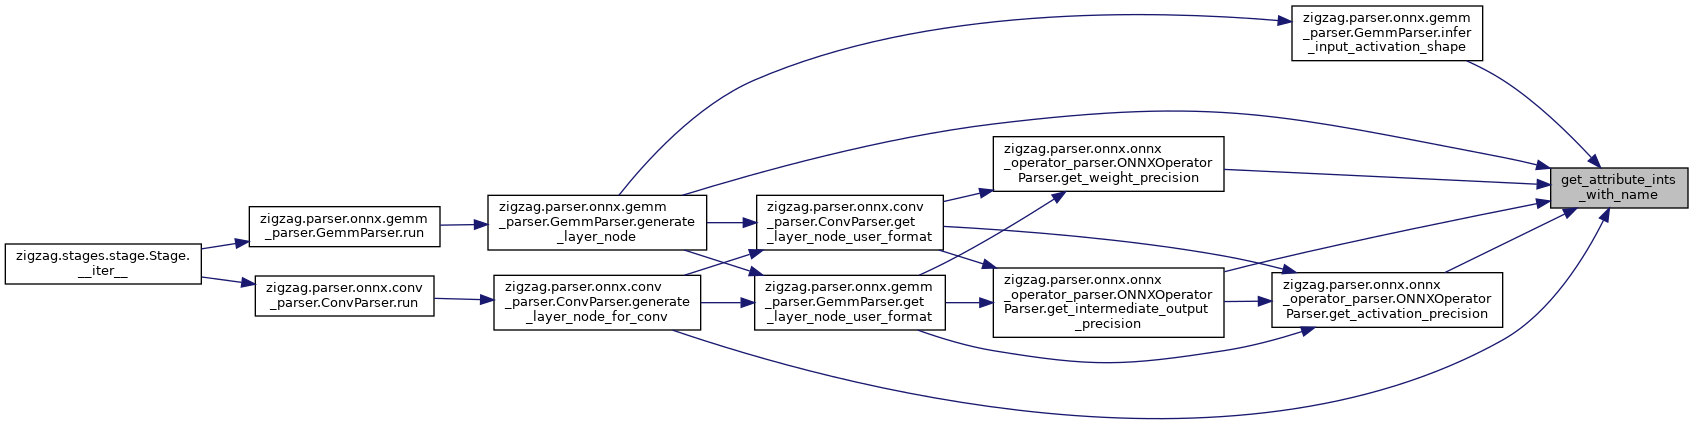 zigzag.parser.onnx.gemm
_parser.GemmParser.infer
_input_activation_shape
zigzag.parser.onnx.onnx
_operator_parser.ONNXOperator
Parser.get_weight_precision
get_attribute_ints
_with_name
zigzag.parser.onnx.gemm
_parser.GemmParser.generate
_layer_node
zigzag.parser.onnx.conv
_parser.ConvParser.get
_layer_node_user_format
zigzag.parser.onnx.gemm
_parser.GemmParser.run
zigzag.stages.stage.Stage.
__iter__
zigzag.parser.onnx.conv
_parser.ConvParser.run
zigzag.parser.onnx.conv
_parser.ConvParser.generate
_layer_node_for_conv
zigzag.parser.onnx.gemm
_parser.GemmParser.get
_layer_node_user_format
zigzag.parser.onnx.onnx
_operator_parser.ONNXOperator
Parser.get_intermediate_output
_precision
zigzag.parser.onnx.onnx
_operator_parser.ONNXOperator
Parser.get_activation_precision